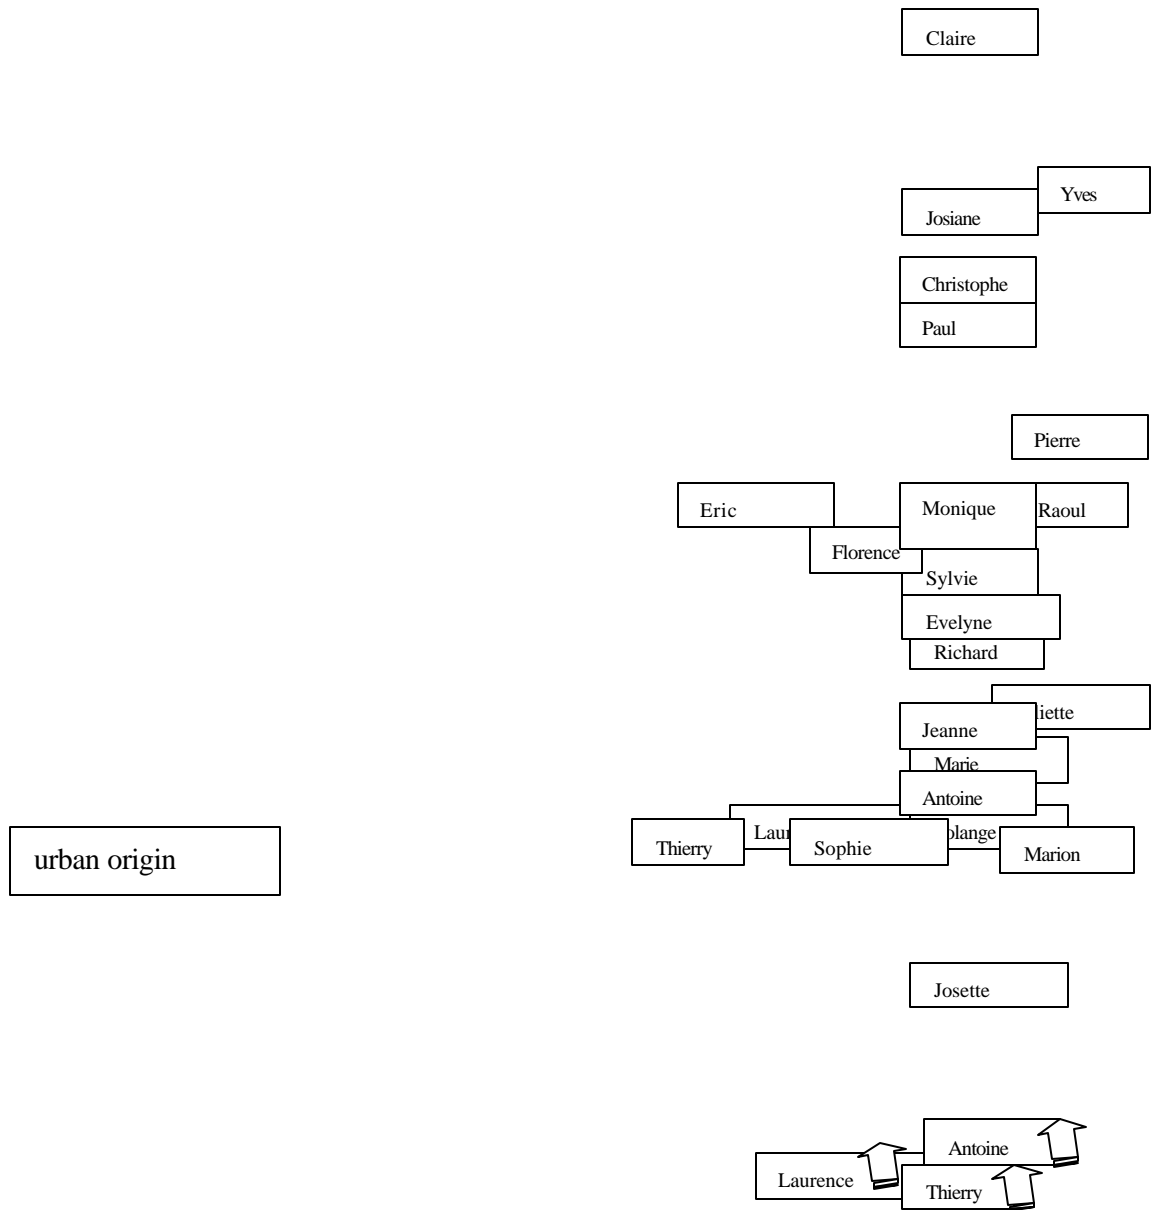 Claire
Yves
Josiane
Christophe
Paul
Pierre
Eric
Monique
Raoul
Florence
Sylvie
Evelyne
Richard
Jeanne
Marie
Antoine
Thierry
Sophie
Marion
urban origin
Josette
Antoine
Laurence
Thierry